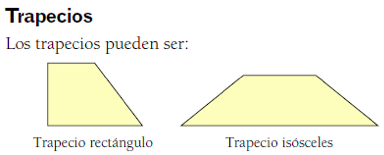 Trapecios
Los trapecios pueden ser:
Trapecio rectángulo
Trapecio isósceles